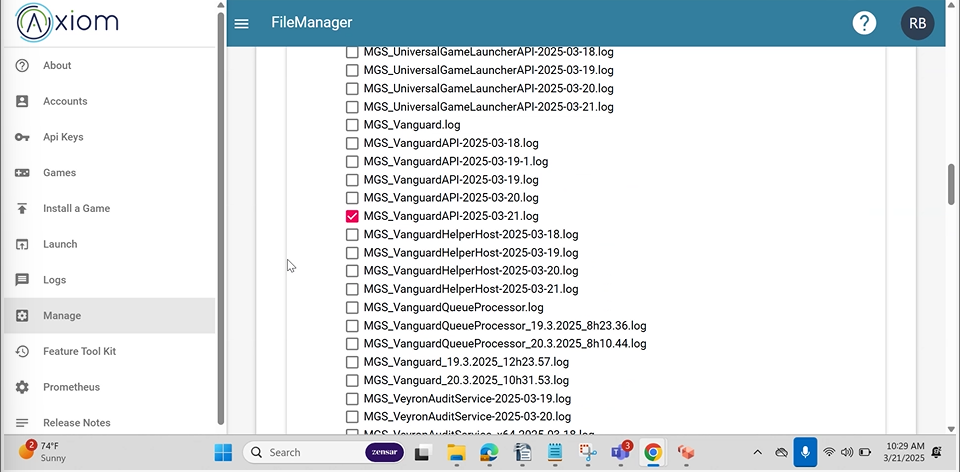 Axiom
FileManager
?
RB
About
Accounts
Api Keys
Games
Install a Game
Launch
Logs
Manage
Feature Tool Kit
Prometheus
Release Notes
MGS_UniversalGameLauncherAPI-2025-03-18.log
MGS_UniversalGameLauncherAPI-2025-03-19.log
MGS_UniversalGameLauncherAPI-2025-03-20.log
MGS_UniversalGameLauncherAPI-2025-03-21.log
MGS_Vanguard.log
MGS_VanguardAPI-2025-03-18.log
MGS_VanguardAPI-2025-03-19-1.log
MGS_VanguardAPI-2025-03-19.log
MGS_VanguardAPI-2025-03-20.log
MGS_VanguardAPI-2025-03-21.log
MGS_VanguardHelperHost-2025-03-18.log
MGS_VanguardHelperHost-2025-03-19.log
MGS_VanguardHelperHost-2025-03-20.log
MGS_VanguardHelperHost-2025-03-21.log
MGS_VanguardQueueProcessor.log
MGS_VanguardQueueProcessor_19.3.2025_8h23.36.log
MGS_VanguardQueueProcessor_20.3.2025_8h10.44.log
MGS_Vanguard_19.3.2025_12h23.57.log
MGS_Vanguard_20.3.2025_10h31.53.log
MGS_VeyronAuditService-2025-03-19.log
MGS_VeyronAuditService-2025-03-20.log
MGS_VeyronAuditService-x64-2025-03-18.log
2
74°F
Sunny
Search
zensar
3
10:29 AM
3/21/2025